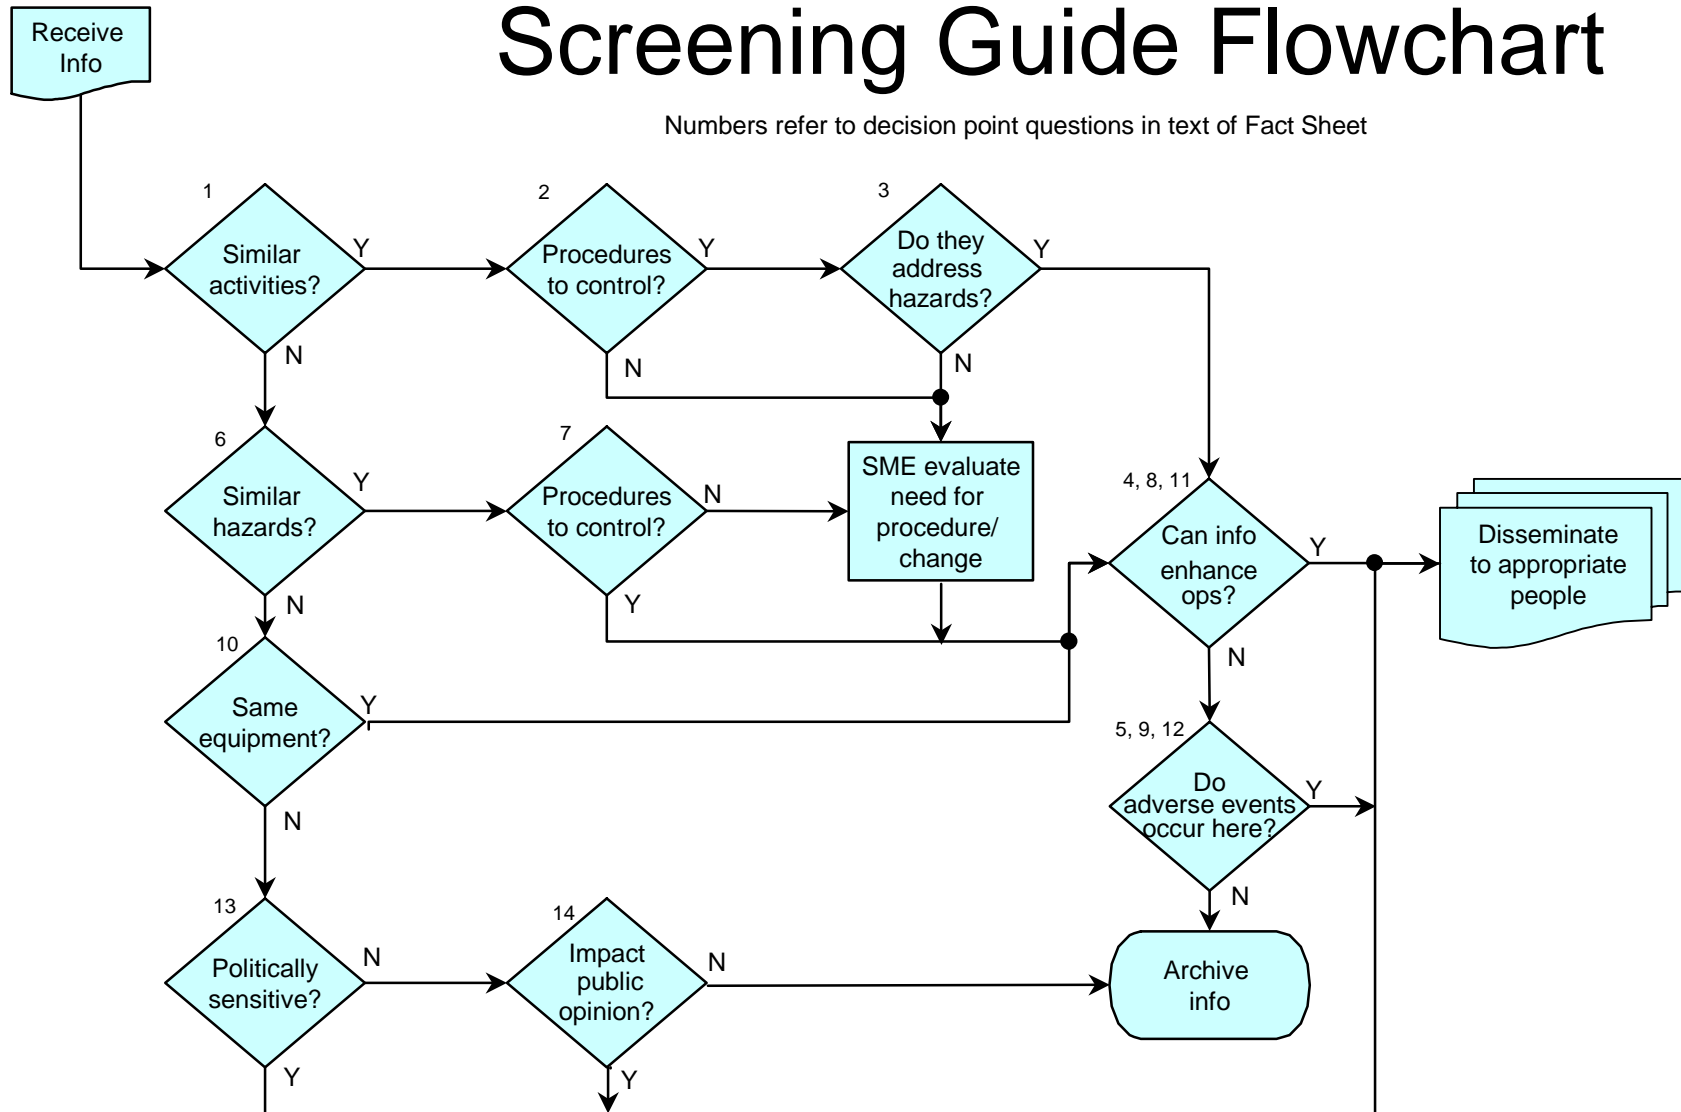 Receive
Info
Screening Guide Flowchart
Numbers refer to decision point questions in text of Fact Sheet
1
Similar
activities?
Y
N
2
Procedures
to control?
Y
N
3
Do they
address
hazards?
Y
N
6
Similar
hazards?
Y
N
7
Procedures
to control?
N
Y
SME evaluate
need for
procedure/
change
4, 8, 11
Can info
enhance
ops?
Y
N
Disseminate
to appropriate
people
10
Same
equipment?
Y
N
5, 9, 12
Do
adverse events
occur here?
Y
N
13
Politically
sensitive?
N
Y
14
Impact
public
opinion?
N
Y
Archive
info